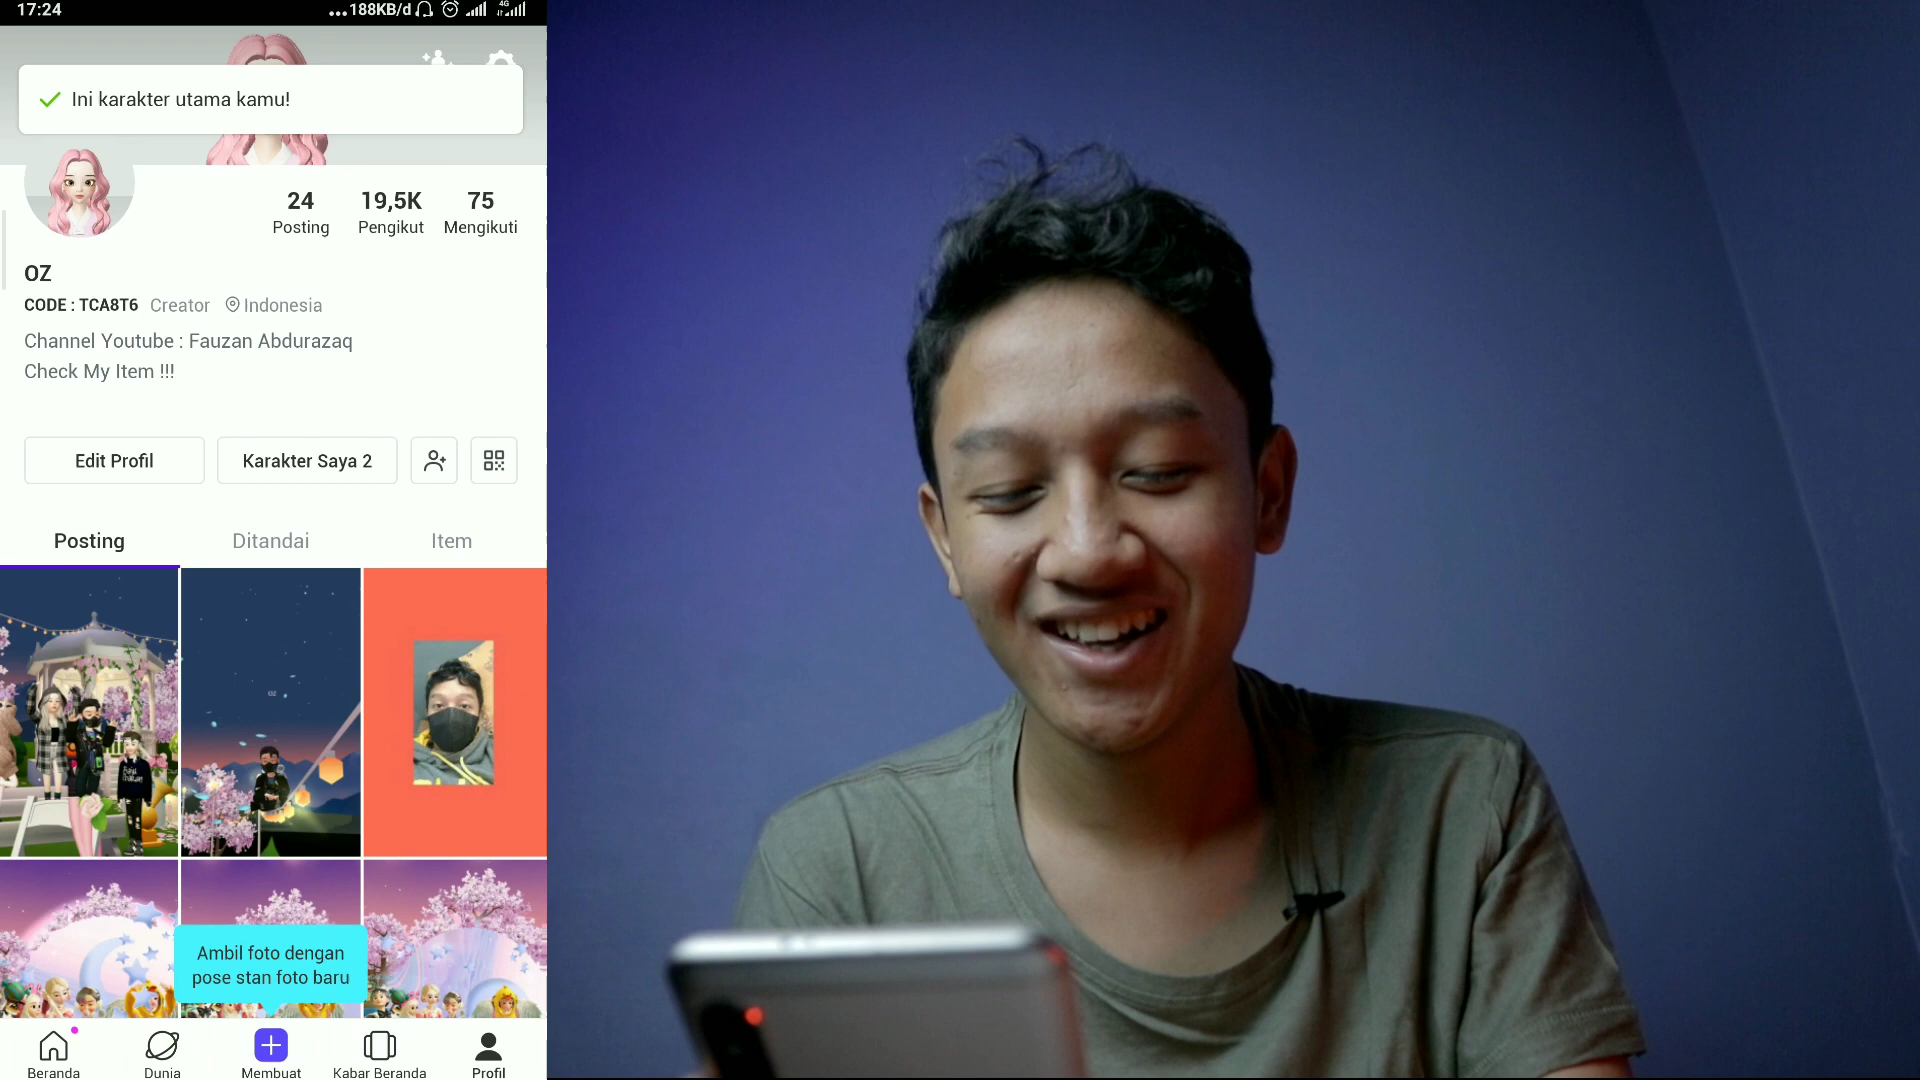 17:24
...188KB/d
4G
Ini karakter utama kamu!
24
19,5K
75
Posting
Pengikut
Mengikuti
OZ
CODE : TCA8T6 Creator Indonesia
Channel Youtube : Fauzan Abdurazaq
Check My Item !!!
Edit Profil
Karakter Saya 2
Posting
Ditandai
Item
OZ
Ambil foto dengan
pose stan foto baru
Beranda
Dunia
Membuat
Kabar Beranda
Profil